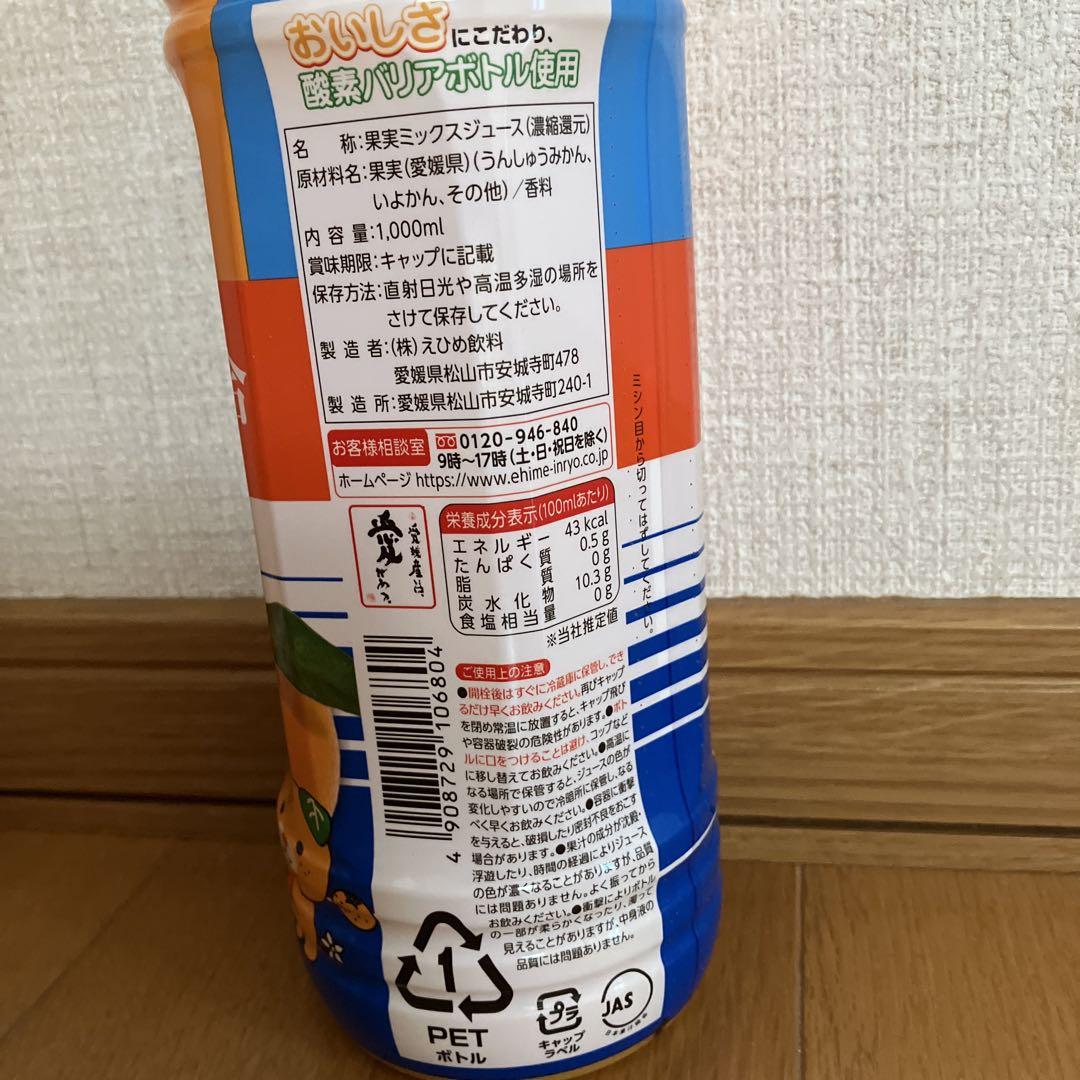 おいしさにこだわり、
酸素バリアボトル使用
名称:果実ミックスジュース(濃縮還元)
原材料名:果実(愛媛県)(うんしゅうみかん、
いよかん、その他)/香料
内容量:1,000ml
賞味期限:キャップに記載
保存方法:直射日光や高温多湿の場所を
さけて保存してください。
製造者:(株)えひめ飲料
愛媛県松山市安城寺町478
製造所:愛媛県松山市安城寺町240-1
お客様相談室 0120-946-840
9時〜17時(土・日・祝日を除く)
ホームページ https://www.ehime-inryo.co.jp
栄養成分表示(100mlあたり)
エネルギー 43 kcal
たんぱく質 0.5g
脂質 0g
炭水化物 10.3g
食塩相当量 0g
※当社推定値
ミシン目から切ってはずしてください。
愛
愛媛産には
ご使用上の注意
●開栓後はすぐに冷蔵庫に保管し、でき
るだけ早くお飲みください。再びキャップ
を閉め常温に放置すると、キャップ飛び
や容器破裂の危険性があります。●ボト
ルに口をつけることは避け、コップなど
に移し替えてお飲みください。●高温に
なる場所で保管すると、ジュースの色が
変化しやすいので冷暗所に保管し、なる
べく早くお飲みください。●容器に衝撃
を与えると、破損したり密封不良をおこす
場合があります。●果汁の成分が沈殿・
浮遊したり、時間の経過によりジュース
の色が濃くなることがありますが、品質
には問題ありません。よく振ってから
お飲みください。●衝撃によりボトル
の一部が柔らかくなったり、濁って
見えることがありますが、中身液の
品質には問題ありません。
4 908729 106804
1
PET
ボトル
プラ
キャップ
ラベル
JAS